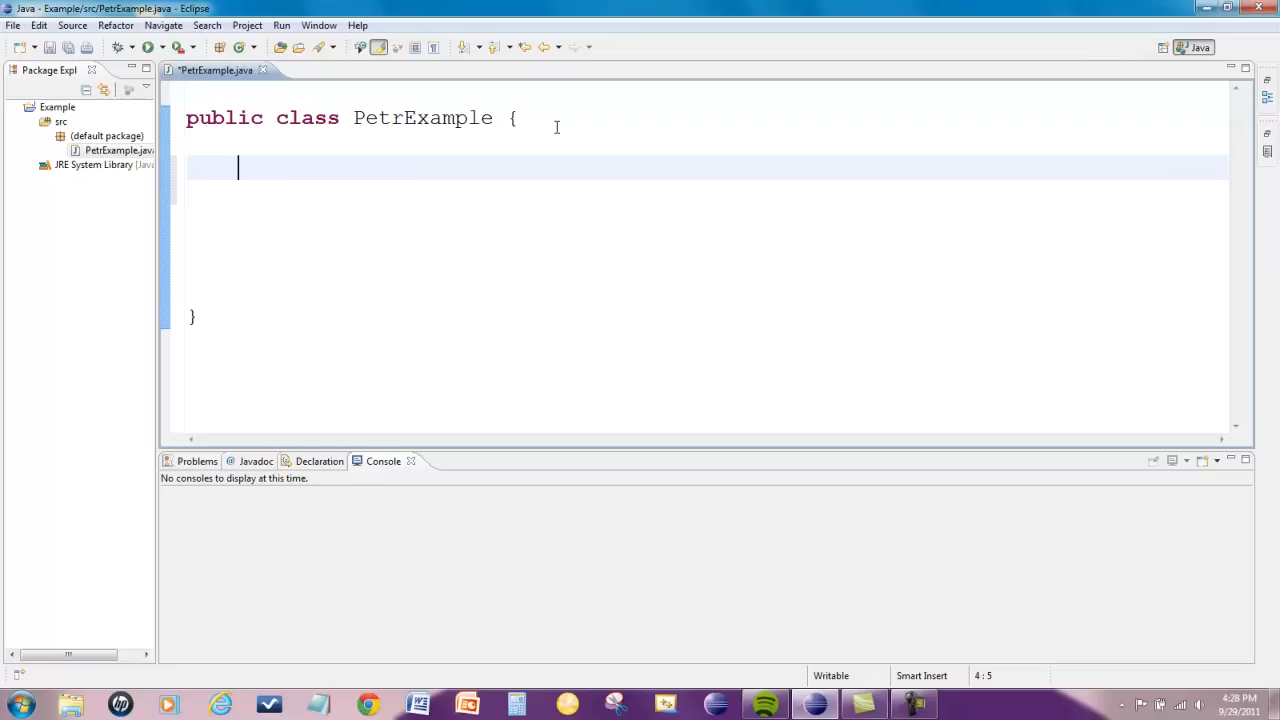 Java - Example/src/PetrExample.java - Eclipse
File Edit Source Refactor Navigate Search Project Run Window Help
Java
Package Expl
*PetrExample.java
Example
src
(default package)
PetrExample.java
JRE System Library [Java
public class PetrExample {
}
Problems @ Javadoc Declaration Console
No consoles to display at this time.
Writable Smart Insert 4 : 5
4:28 PM
9/29/2011